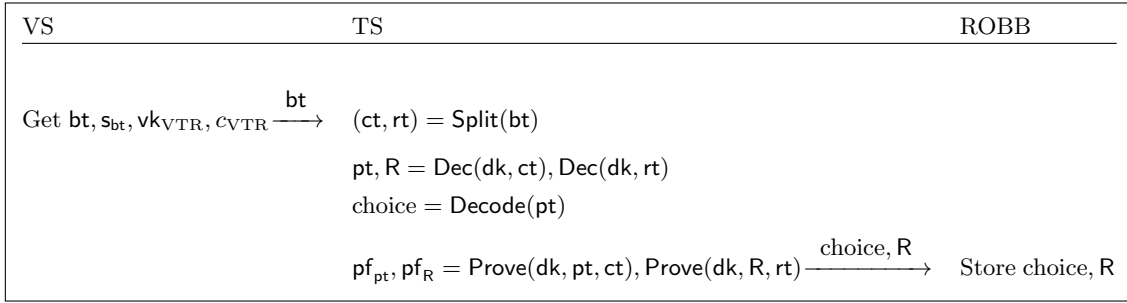 VS TS ROBB
Get bt, s_bt, vk_VTR, c_VTR bt (ct, rt) = Split(bt)
pt, R = Dec(dk, ct), Dec(dk, rt)
choice = Decode(pt)
pf_pt, pf_R = Prove(dk, pt, ct), Prove(dk, R, rt) choice, R Store choice, R